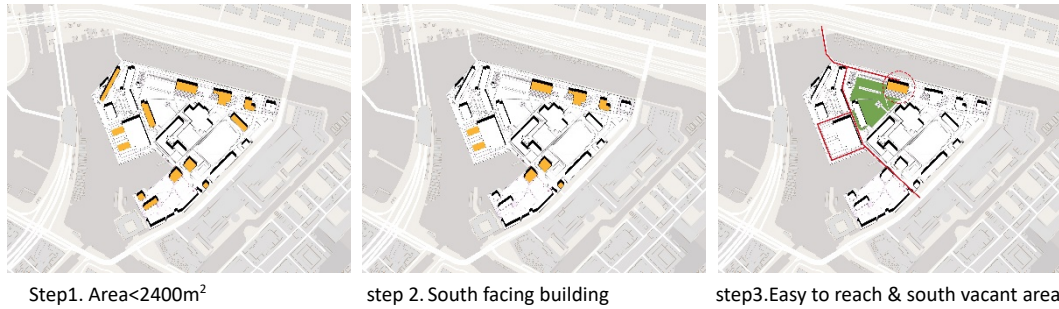 Step1. Area<2400m²
step 2. South facing building
step3.Easy to reach & south vacant area